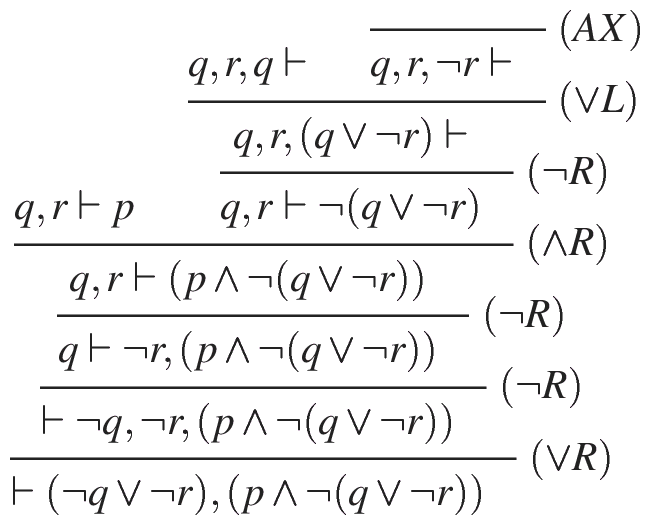 (AX)
q, r, q ⊢ q, r, ¬r ⊢
(∨L)
q, r, (q ∨ ¬r) ⊢
(¬R)
q, r ⊢ p q, r ⊢ ¬(q ∨ ¬r)
(∧R)
q, r ⊢ (p ∧ ¬(q ∨ ¬r))
(¬R)
q ⊢ ¬r, (p ∧ ¬(q ∨ ¬r))
(¬R)
⊢ ¬q, ¬r, (p ∧ ¬(q ∨ ¬r))
(∨R)
⊢ (¬q ∨ ¬r), (p ∧ ¬(q ∨ ¬r))